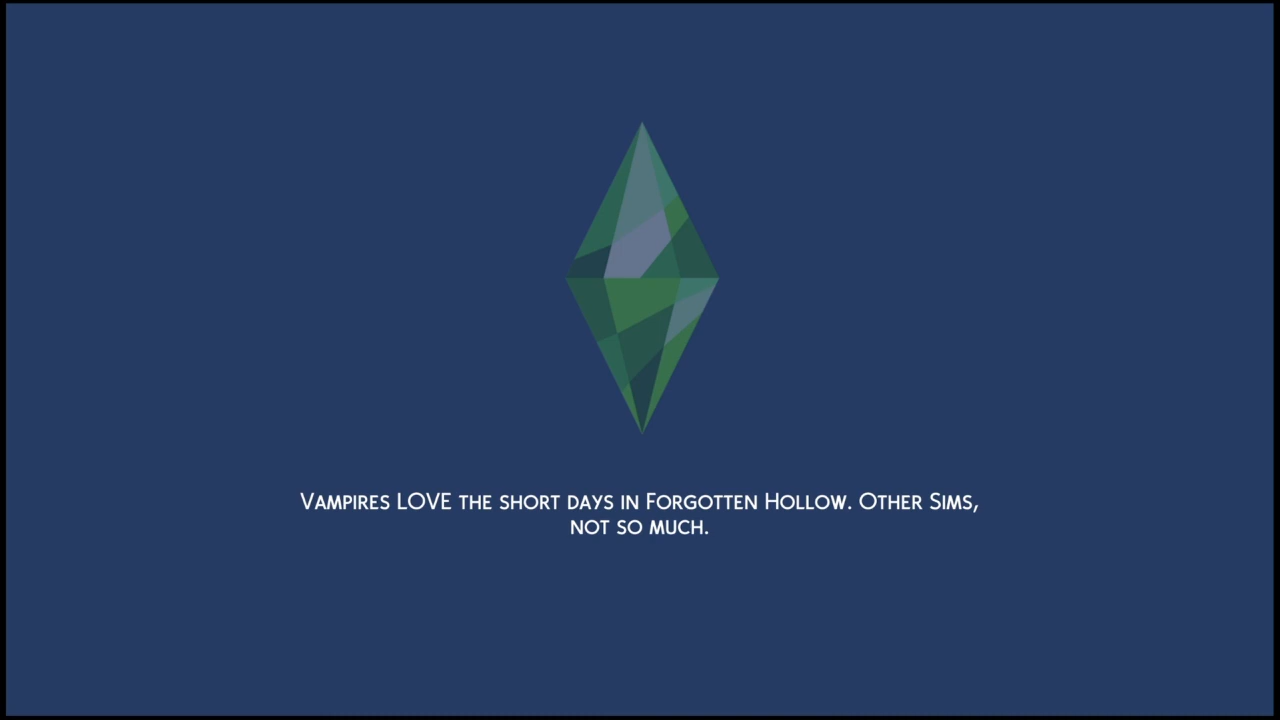 Vampires LOVE the short days in Forgotten Hollow. Other Sims,
not so much.